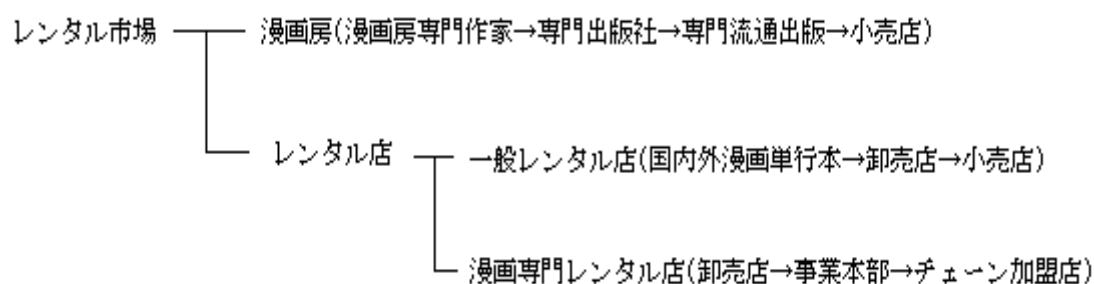 レンタル市場 漫画房(漫画房専門作家→専門出版社→専門流通出版→小売店)
レンタル店 一般レンタル店(国内外漫画単行本→卸売店→小売店)
漫画専門レンタル店(卸売店→事業本部→チェーン加盟店)